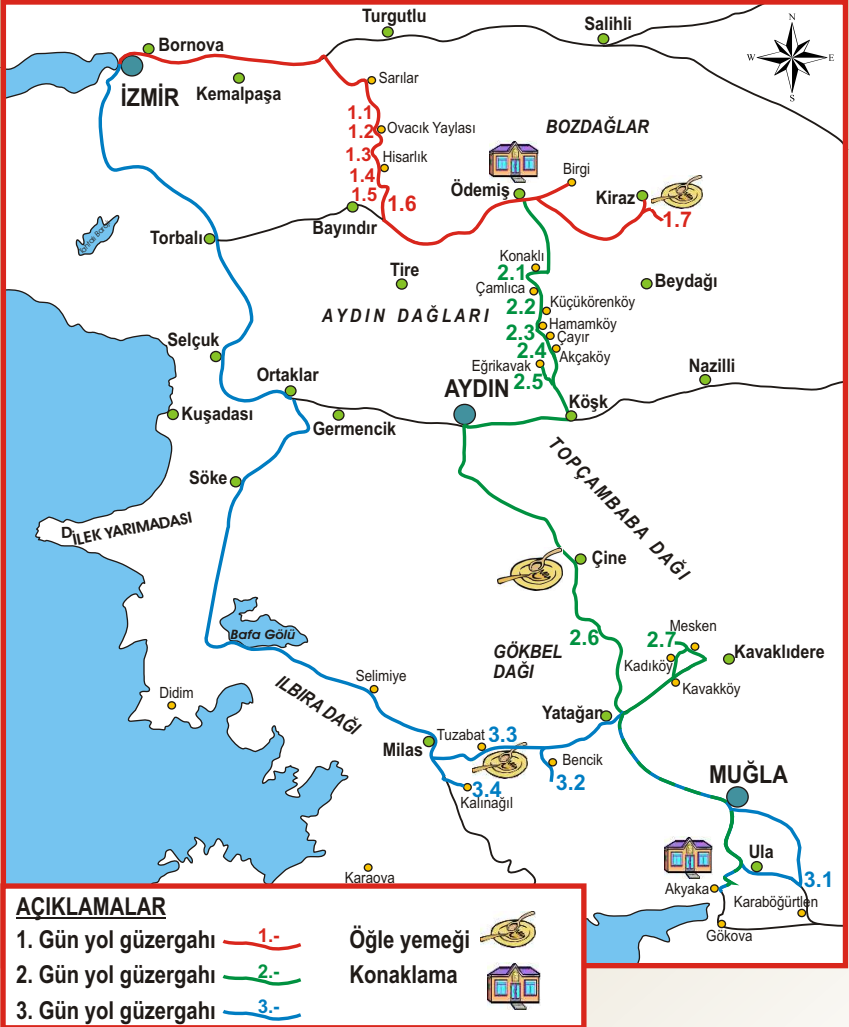 Turgutlu
Salihli
Bornova
N
W
E
S
İZMİR
Kemalpaşa
Sarılar
1.1
1.2
Ovacık Yaylası
BOZDAĞLAR
1.3
Hisarlık
1.4
1.5
1.6
Birgi
Ödemiş
Kiraz
1.7
Bayındır
Torbalı
Konaklı
2.1
Tire
Çamlıca
Beydağı
2.2
Küçükörenköy
AYDIN DAĞLARI
2.3
Hamamköy
Çayır
2.4
Akçaköy
Selçuk
Eğrikavak
2.5
Nazilli
Ortaklar
AYDIN
Köşk
Kuşadası
Germencik
TOPÇAMBABA DAĞI
Söke
DİLEK YARIMADASI
Çine
Bafa Gölü
2.6
Mesken
2.7
GÖKBEL
DAĞI
Kadıköy
Kavaklıdere
Selimiye
Kavakköy
ILBIRA DAĞI
Didim
Yatağan
Tuzabat
3.3
Milas
Bencik
3.2
MUĞLA
3.4
Kalınağıl
Ula
3.1
Karaova
Akyaka
Karaböğürtlen
Gökova
AÇIKLAMALAR
1. Gün yol güzergahı 1.- Öğle yemeği
2. Gün yol güzergahı 2.- Konaklama
3. Gün yol güzergahı 3.-